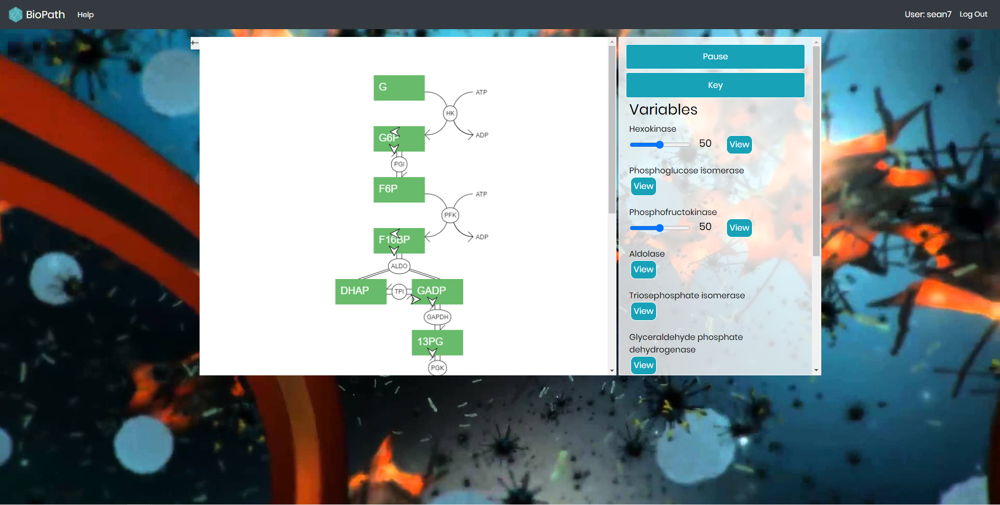 BioPath Help User: sean7 Log Out
+-
G
ATP
HK
G6P
ADP
PGI
F6P
ATP
PFK
F16BP
ADP
ALDO
DHAP
TPI
GADP
GAPDH
13PG
PGK
Pause
Key
Variables
Hexokinase
50 View
Phosphoglucose isomerase
View
Phosphofructokinase
50 View
Aldolase
View
Triosephosphate isomerase
View
Glyceraldehyde phosphate
dehydrogenase
View